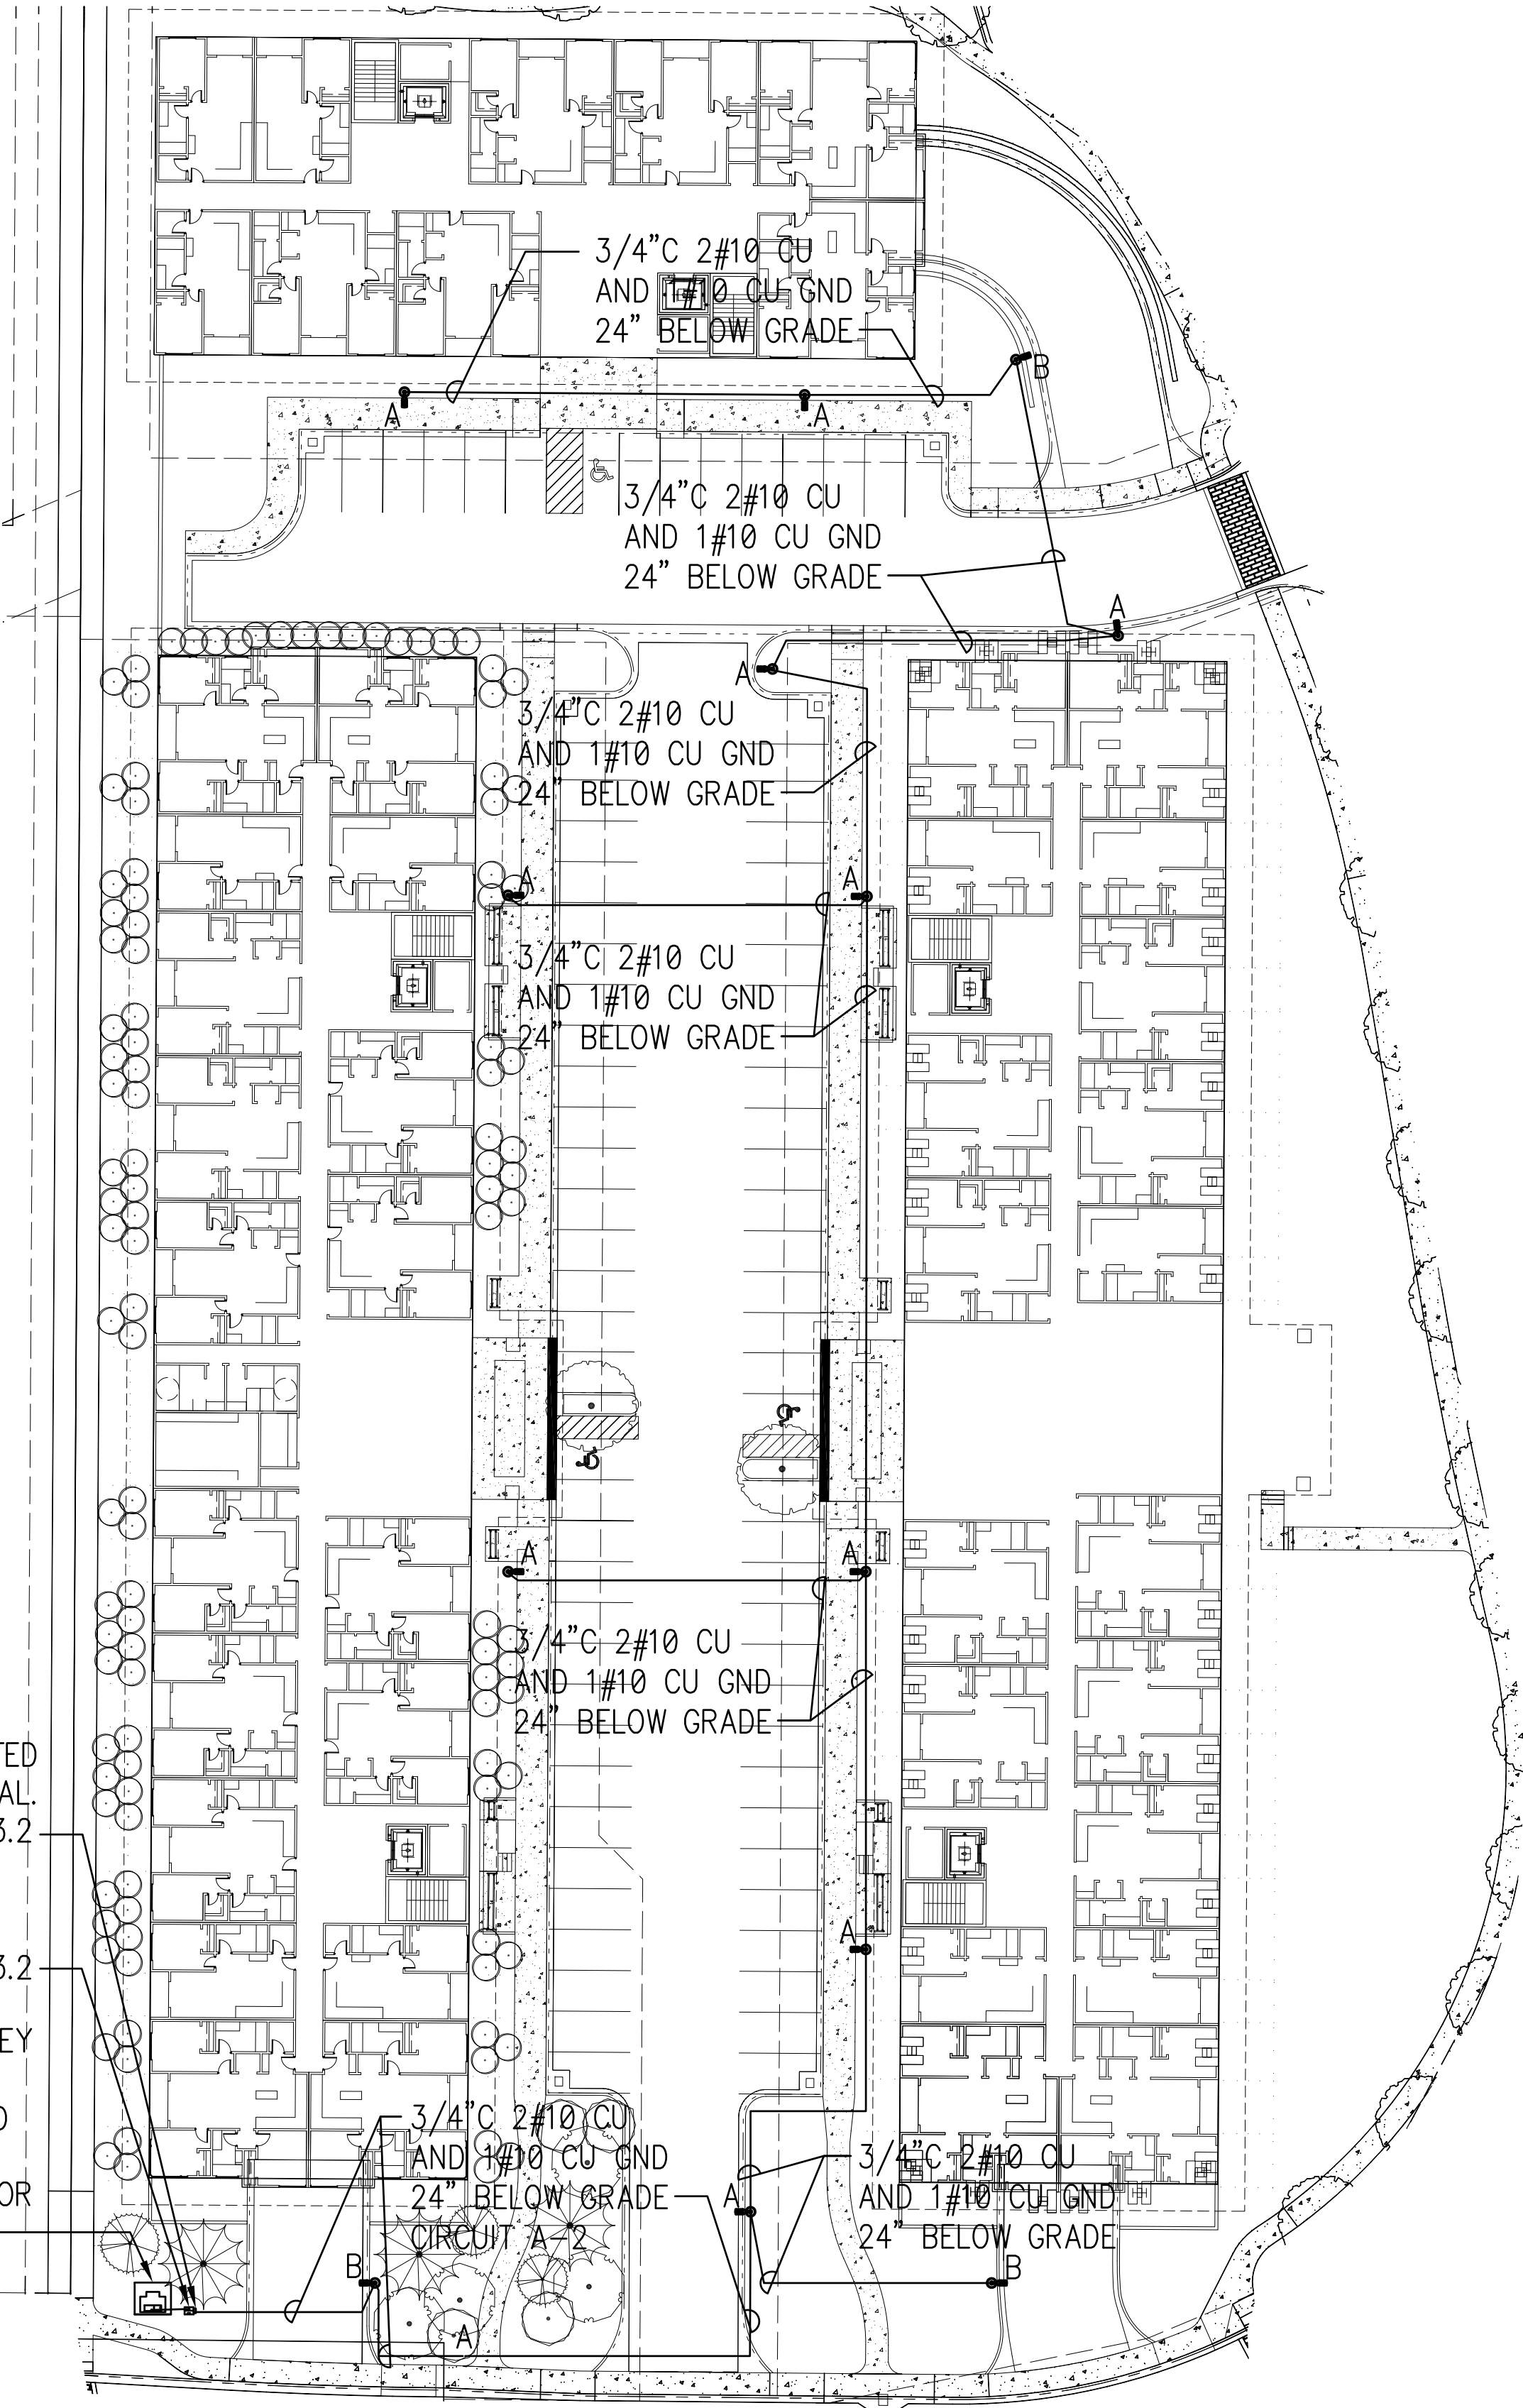 3/4"C 2#10 CU
AND 1#10 CU GND
24" BELOW GRADE
B
A
A
3/4"C 2#10 CU
AND 1#10 CU GND
24" BELOW GRADE
A
A
3/4"C 2#10 CU
AND 1#10 CU GND
24" BELOW GRADE
A
A
3/4"C 2#10 CU
AND 1#10 CU GND
24" BELOW GRADE
A
A
3/4"C 2#10 CU
AND 1#10 CU GND
24" BELOW GRADE
TED
AL.
3.2
A
3.2
EY
OR
3/4"C 2#10 CU
AND 1#10 CU GND
24" BELOW GRADE
CIRCUIT A-2
A
3/4"C 2#10 CU
AND 1#10 CU GND
24" BELOW GRADE
B
B
A